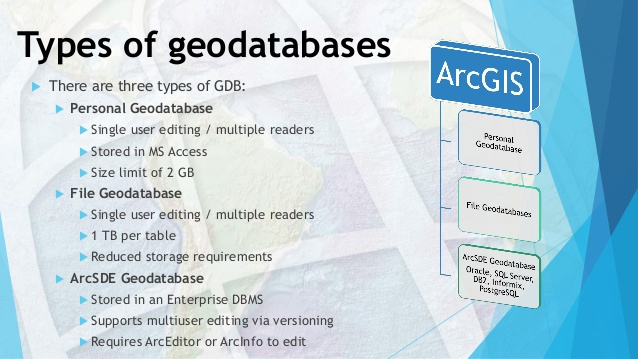 Types of geodatabases
There are three types of GDB:
Personal Geodatabase
Single user editing / multiple readers
Stored in MS Access
Size limit of 2 GB
File Geodatabase
Single user editing / multiple readers
1 TB per table
Reduced storage requirements
ArcSDE Geodatabase
Stored in an Enterprise DBMS
Supports multiuser editing via versioning
Requires ArcEditor or ArcInfo to edit
ArcGIS
Personal
Geodatabase
File Geodatabases
ArcSDE Geodatabase
Oracle, SQL Server,
DB2, Informix,
PostgreSQL